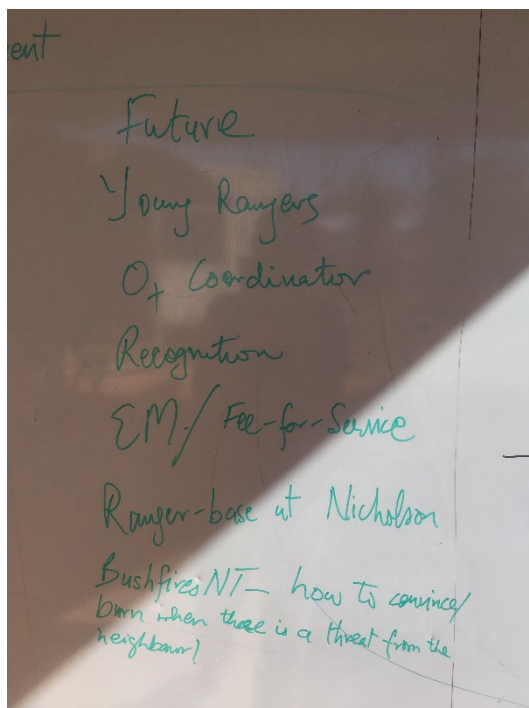 ent
Future
Young Rangers
Coordinator
Recognition
EM/ Fee-for-Service
Ranger-base at Nicholson
Bushfires NT - how to convince/
burn when there is a threat from the
neighbour?